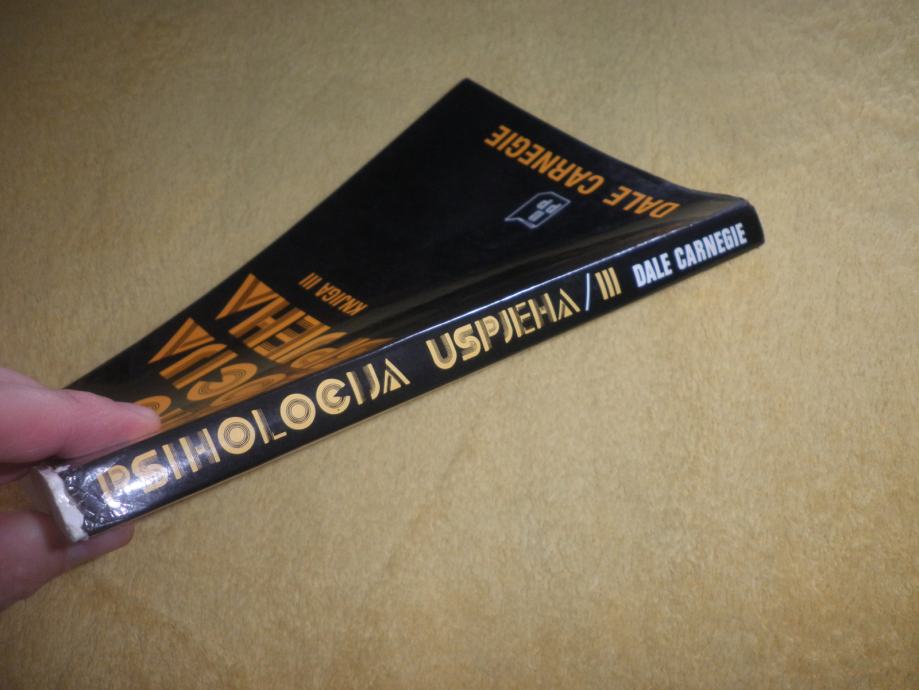 PSIHOLOGIJA USPJEHA/III DALE CARNEGIE
DALE CARNEGIE
KNJIGA III